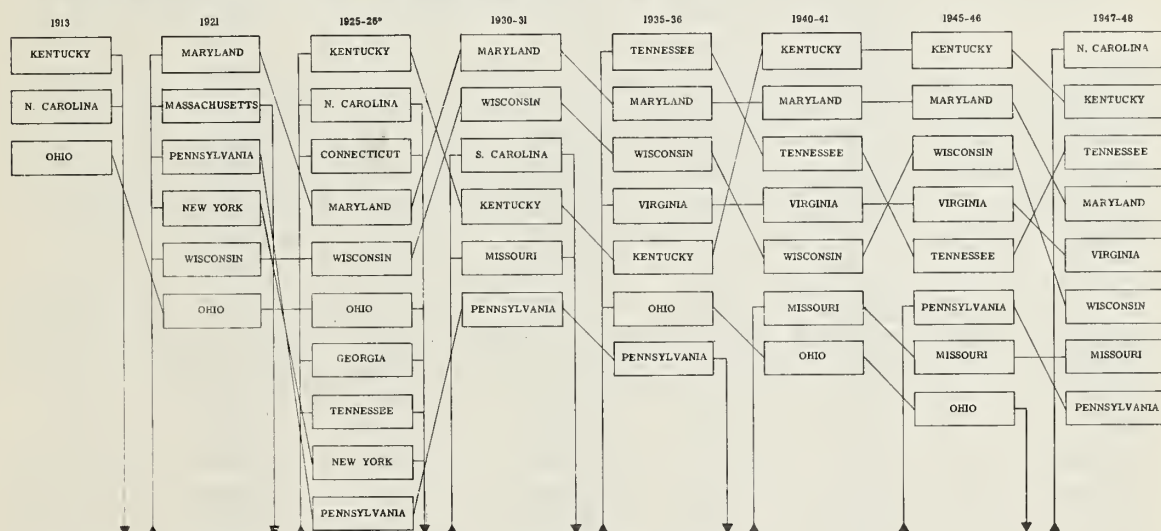 1913
KENTUCKY
N. CAROLINA
OHIO
1921
MARYLAND
MASSACHUSETTS
PENNSYLVANIA
NEW YORK
WISCONSIN
OHIO
1925-26*
KENTUCKY
N. CAROLINA
CONNECTICUT
MARYLAND
WISCONSIN
OHIO
GEORGIA
TENNESSEE
NEW YORK
PENNSYLVANIA
1930-31
MARYLAND
WISCONSIN
S. CAROLINA
KENTUCKY
MISSOURI
PENNSYLVANIA
1935-36
TENNESSEE
MARYLAND
WISCONSIN
VIRGINIA
KENTUCKY
OHIO
PENNSYLVANIA
1940-41
KENTUCKY
MARYLAND
TENNESSEE
VIRGINIA
WISCONSIN
MISSOURI
OHIO
1945-46
KENTUCKY
MARYLAND
WISCONSIN
VIRGINIA
TENNESSEE
PENNSYLVANIA
MISSOURI
OHIO
1947-48
N. CAROLINA
KENTUCKY
TENNESSEE
MARYLAND
VIRGINIA
WISCONSIN
MISSOURI
PENNSYLVANIA